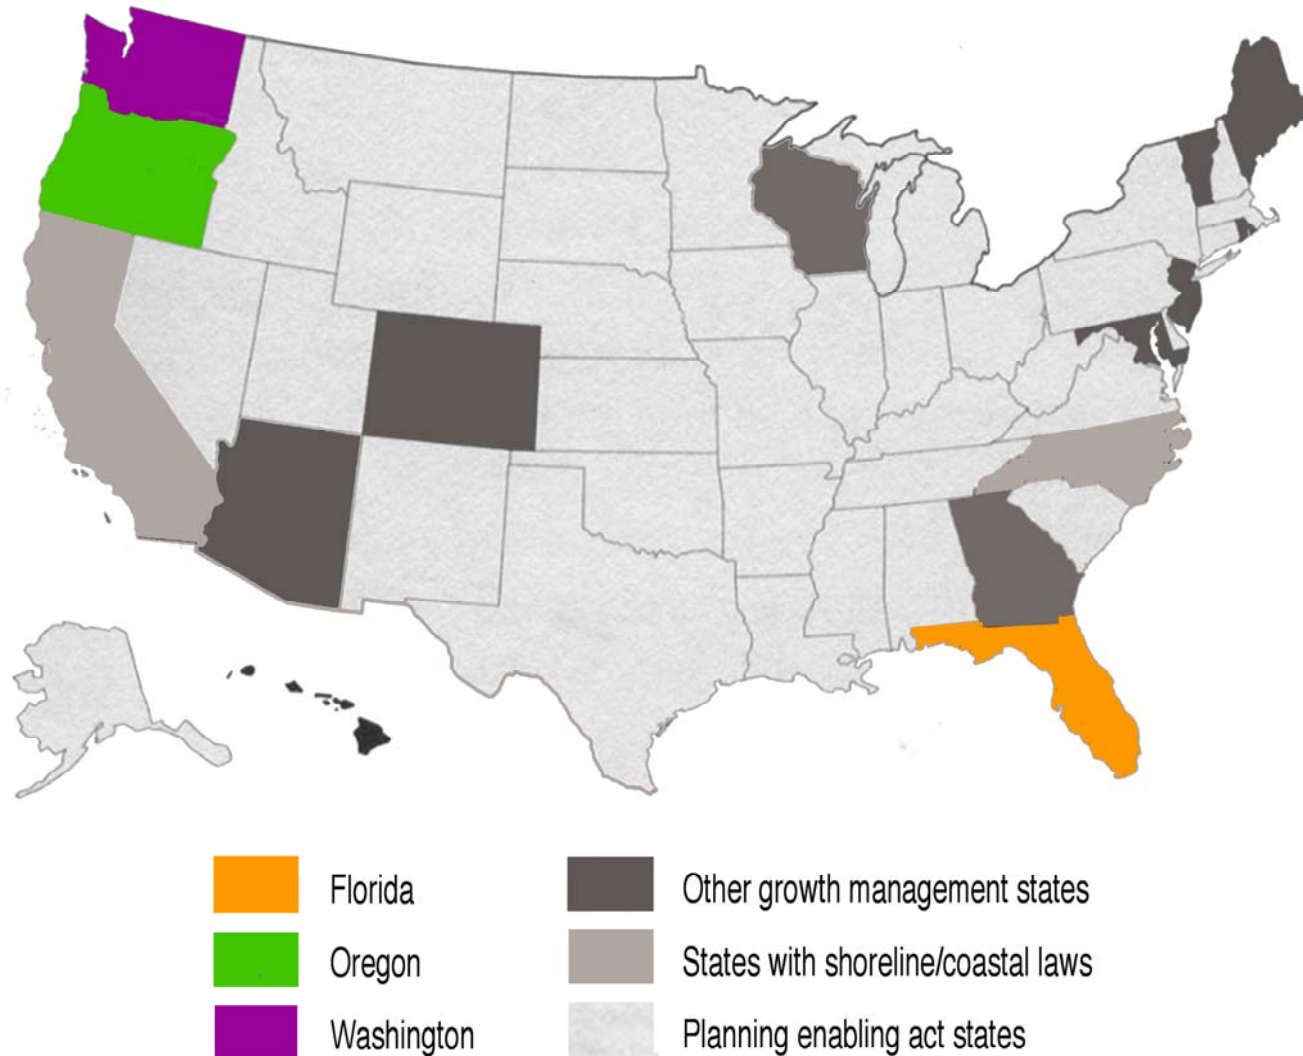 Florida
Oregon
Washington
Other growth management states
States with shoreline/coastal laws
Planning enabling act states